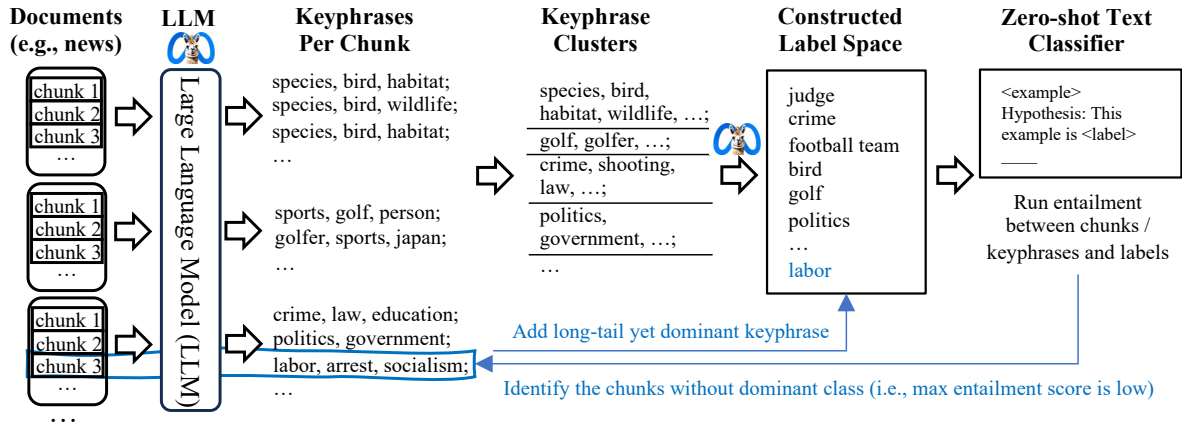 Documents
(e.g., news)
LLM
Keyphrases
Per Chunk
Keyphrase
Clusters
Constructed
Label Space
Zero-shot Text
Classifier
chunk 1
chunk 2
chunk 3
…
chunk 1
chunk 2
chunk 3
…
chunk 1
chunk 2
chunk 3
…
…
Large Language Model (LLM)
species, bird, habitat;
species, bird, wildlife;
species, bird, habitat;
…
sports, golf, person;
golfer, sports, japan;
…
crime, law, education;
politics, government;
labor, arrest, socialism;
…
species, bird,
habitat, wildlife, …;
golf, golfer, …;
crime, shooting,
law, …;
politics,
government, …;
…
judge
crime
football team
bird
golf
politics
…
labor
<example>
Hypothesis: This
example is <label>
___
Run entailment
between chunks /
keyphrases and labels
Add long-tail yet dominant keyphrase
Identify the chunks without dominant class (i.e., max entailment score is low)